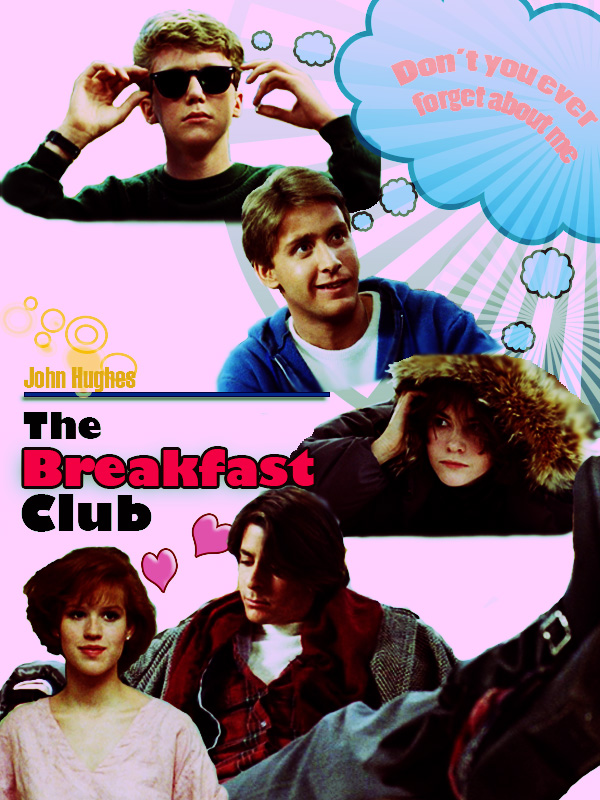 Don't you ever
forget about me
John Hughes
The
Breakfast
Club